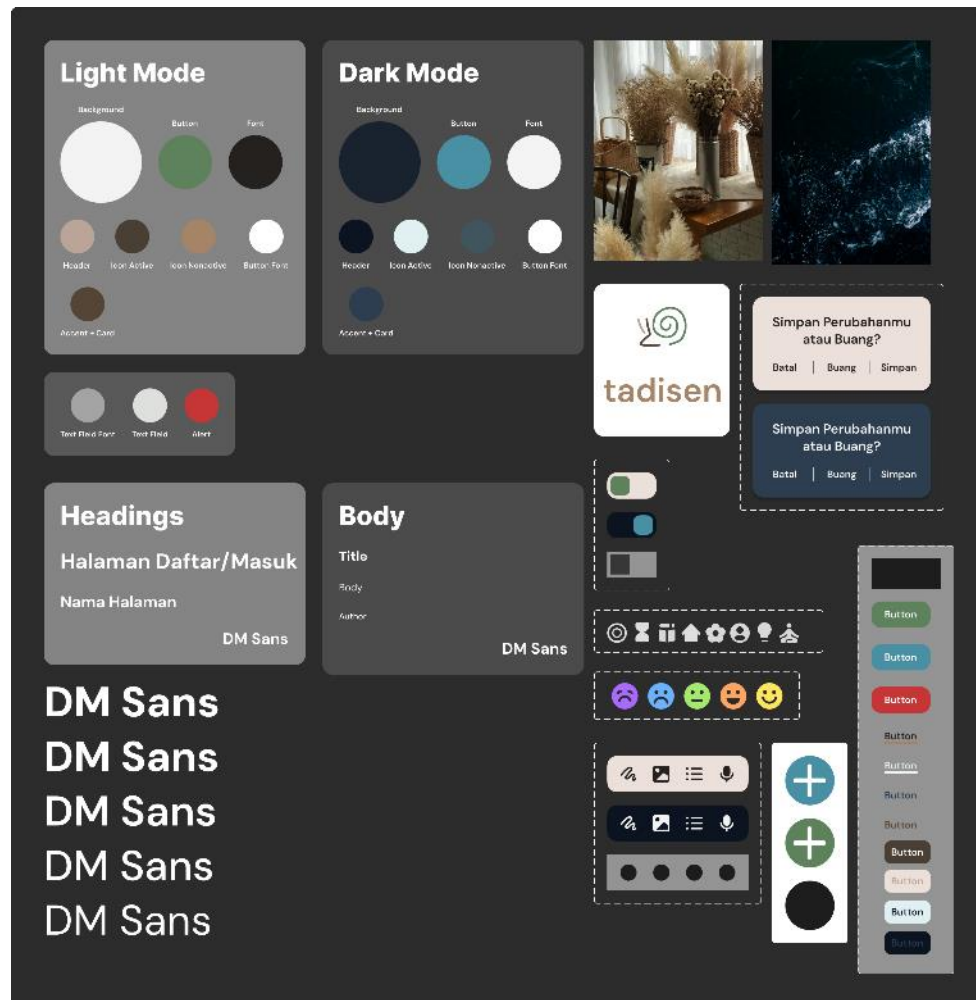 Light Mode
Background
Button
Font
Header
Icon Active
Icon Nonactive
Button Font
Accent + Card
Dark Mode
Background
Button
Font
Header
Icon Active
Icon Nonactive
Button Font
Accent + Card
Text Field Font
Text Field
Alert
tadisen
Simpan Perubahanmu
atau Buang?
Batal | Buang | Simpan
Simpan Perubahanmu
atau Buang?
Batal | Buang | Simpan
Headings
Halaman Daftar/Masuk
Nama Halaman
DM Sans
Body
Title
Body
Author
DM Sans
DM Sans
DM Sans
DM Sans
DM Sans
DM Sans
Button
Button
Button
Button
Button
Button
Button
Button
Button
Button
Button